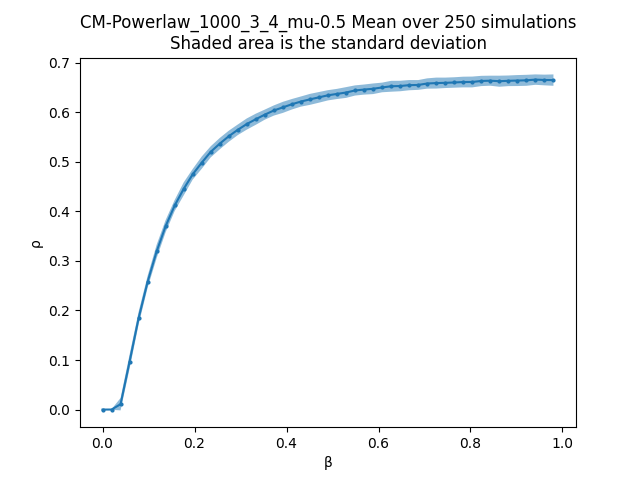 CM-Powerlaw_1000_3_4_mu-0.5 Mean over 250 simulations
Shaded area is the standard deviation
0.7
0.6
0.5
0.4
0.3
0.2
0.1
0.0
ρ
0.0 0.2 0.4 0.6 0.8 1.0
β